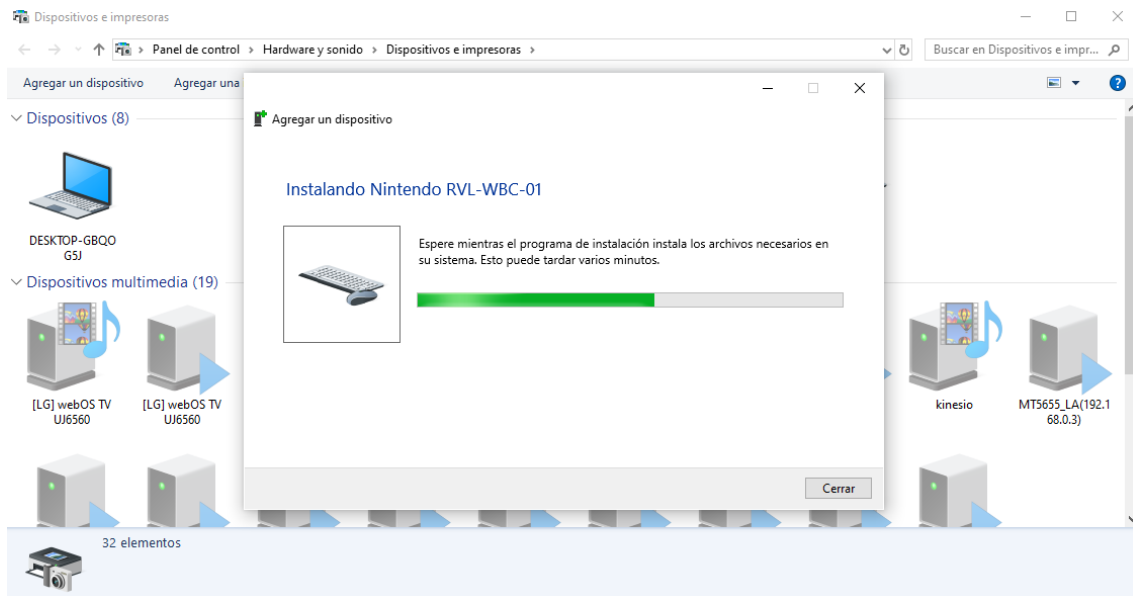 Dispositivos e impresoras
Panel de control > Hardware y sonido > Dispositivos e impresoras >
Buscar en Dispositivos e impr...
Agregar un dispositivo
Agregar una
Dispositivos (8)
Agregar un dispositivo
Instalando Nintendo RVL-WBC-01
Espere mientras el programa de instalación instala los archivos necesarios en
su sistema. Esto puede tardar varios minutos.
DESKTOP-GBQO
G5J
Dispositivos multimedia (19)
[LG] webOS TV
UJ6560
[LG] webOS TV
UJ6560
kinesio
MT5655_LA(192.1
68.0.3)
Cerrar
32 elementos